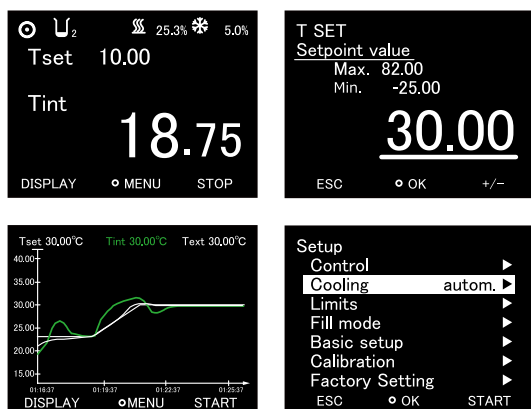 2 25.3% 5.0%
Tset 10.00
Tint
18.75
DISPLAY MENU STOP
T SET
Setpoint value
Max. 82.00
Min. -25.00
30.00
ESC OK +/−
Tset 30.00°C Tint 30.00°C Text 30.00°C
40.00
35.00
30.00
25.00
20.00
15.00
01:16:37 01:19:37 01:22:37 01:25:37
DISPLAY MENU START
Setup
Control
Cooling autom.
Limits
Fill mode
Basic setup
Calibration
Factory Setting
ESC OK START